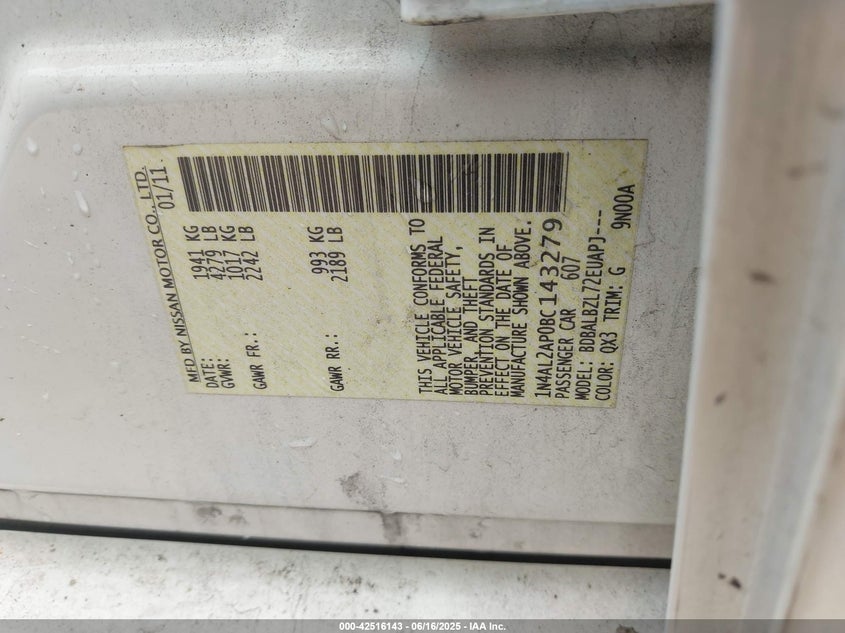 MFD BY NISSAN MOTOR CO., LTD.
DATE: 01/11
GVWR: 1941 KG
4279 LB
GAWR FR.: 1017 KG
2242 LB
GAWR RR.: 993 KG
2189 LB
THIS VEHICLE CONFORMS TO
ALL APPLICABLE FEDERAL
MOTOR VEHICLE SAFETY,
BUMPER, AND THEFT
PREVENTION STANDARDS IN
EFFECT ON THE DATE OF
MANUFACTURE SHOWN ABOVE.
1N4AL2AP0BC143279
PASSENGER CAR 607
MODEL: BDBALBZL72EUAPJ---
COLOR: QX3 TRIM: G 9N00A
000-42516143 - 06/16/2025 - IAA Inc.